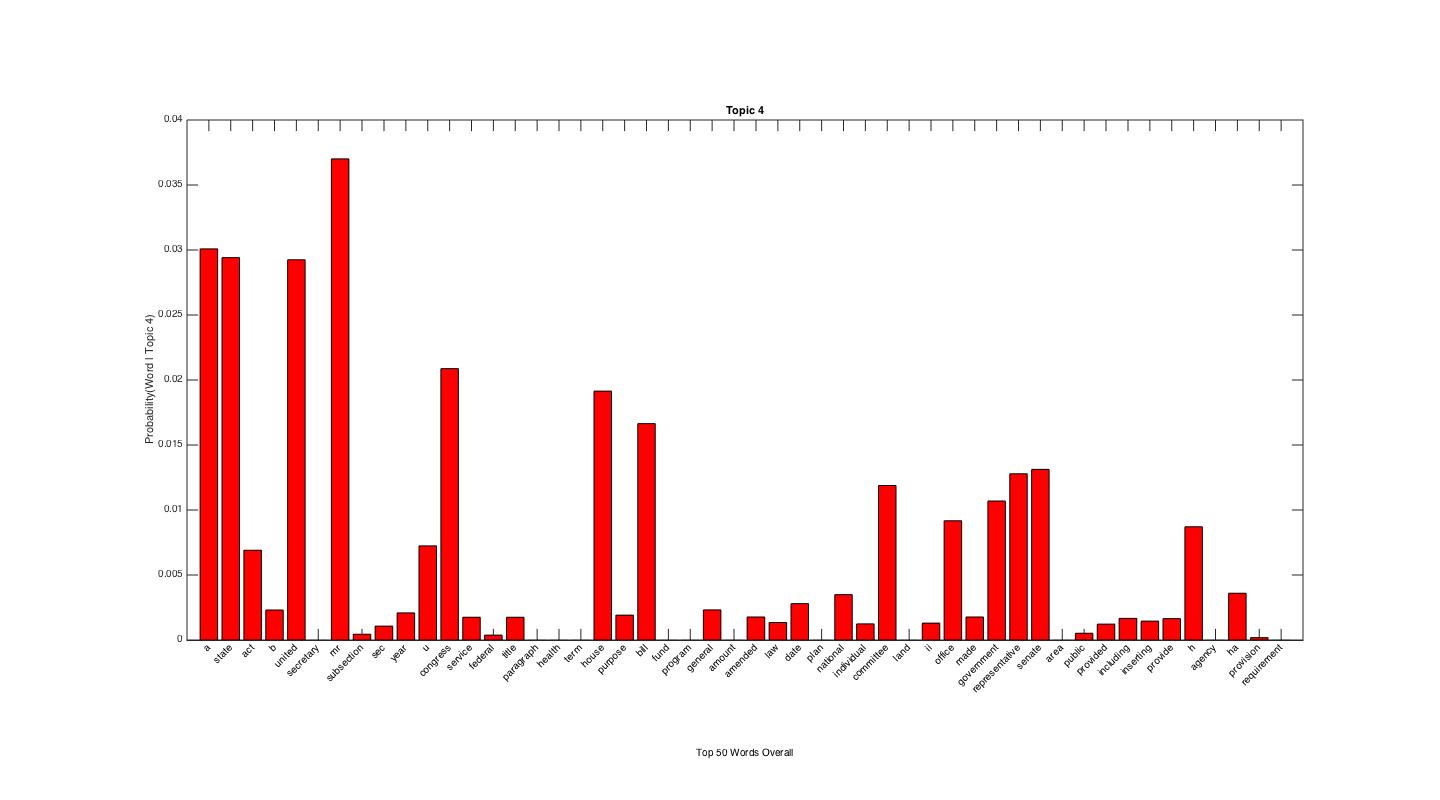 Topic 4
0.04
0.035
0.03
0.025
0.02
0.015
0.01
0.005
0
Probability(Word | Topic 4)
a
state
act
b
united
secretary
mr
subsection
sec
year
u
congress
service
federal
title
paragraph
health
term
house
purpose
bill
fund
program
general
amount
amended
law
date
plan
national
individual
committee
land
ii
office
made
government
representative
senate
area
public
provided
including
inserting
provide
h
agency
ha
provision
requirement
Top 50 Words Overall